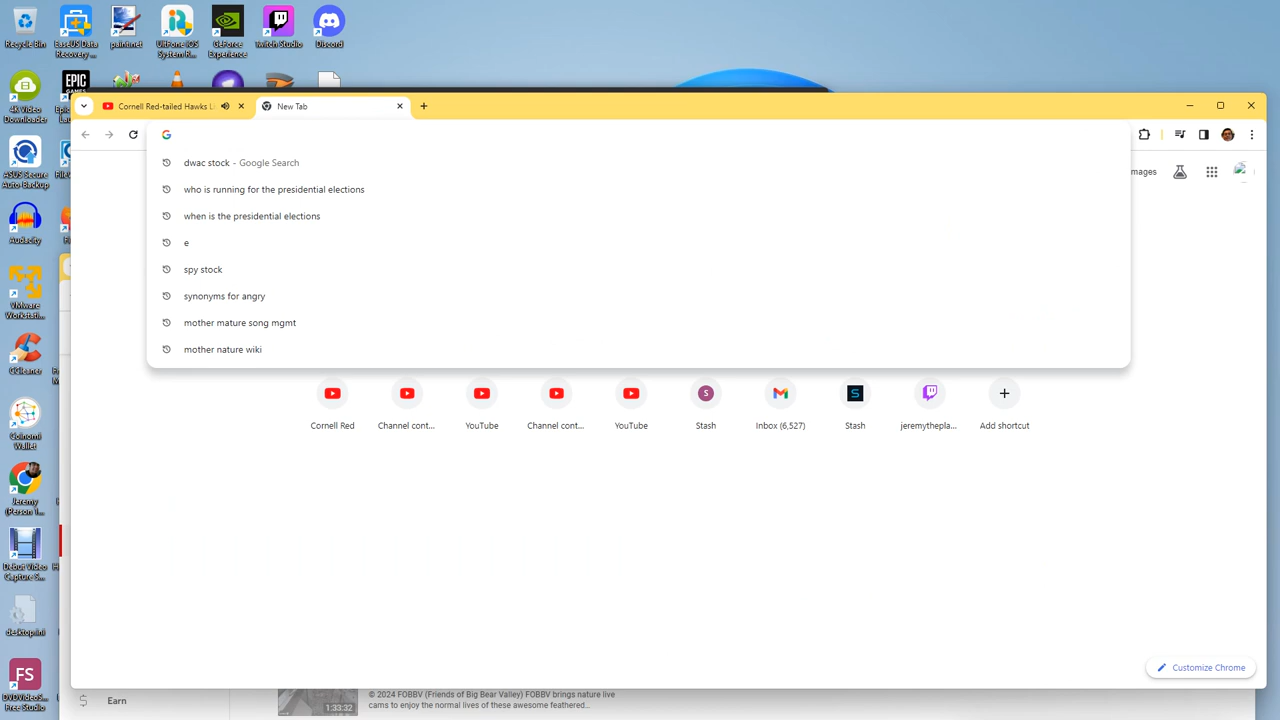 Recycle Bin
EaseUS Data
Recovery ...
paint.net
UltFone iOS
System R...
GeForce
Experience
Twitch Studio
Discord
4K Video
Downloader
EPIC
GAMES
Cornell Red-tailed Hawks Li
New Tab
dwac stock - Google Search
who is running for the presidential elections
when is the presidential elections
e
spy stock
synonyms for angry
mother mature song mgmt
mother nature wiki
mages
ASUS Secure
Auto Backup
Audacity
VMware
Workstati...
CCleaner
Coinomi
Wallet
Jeremy
(Person 1...
Debut Video
Capture S...
desktop.ini
FS
DVDVideoS...
Free Studio
Cornell Red
Channel cont...
YouTube
Channel cont...
YouTube
S
Stash
Inbox (6,527)
S
Stash
jeremythepla...
Add shortcut
Customize Chrome
Earn
1:33:32
© 2024 FOBBV (Friends of Big Bear Valley) FOBBV brings nature live
cams to enjoy the normal lives of these awesome feathered...